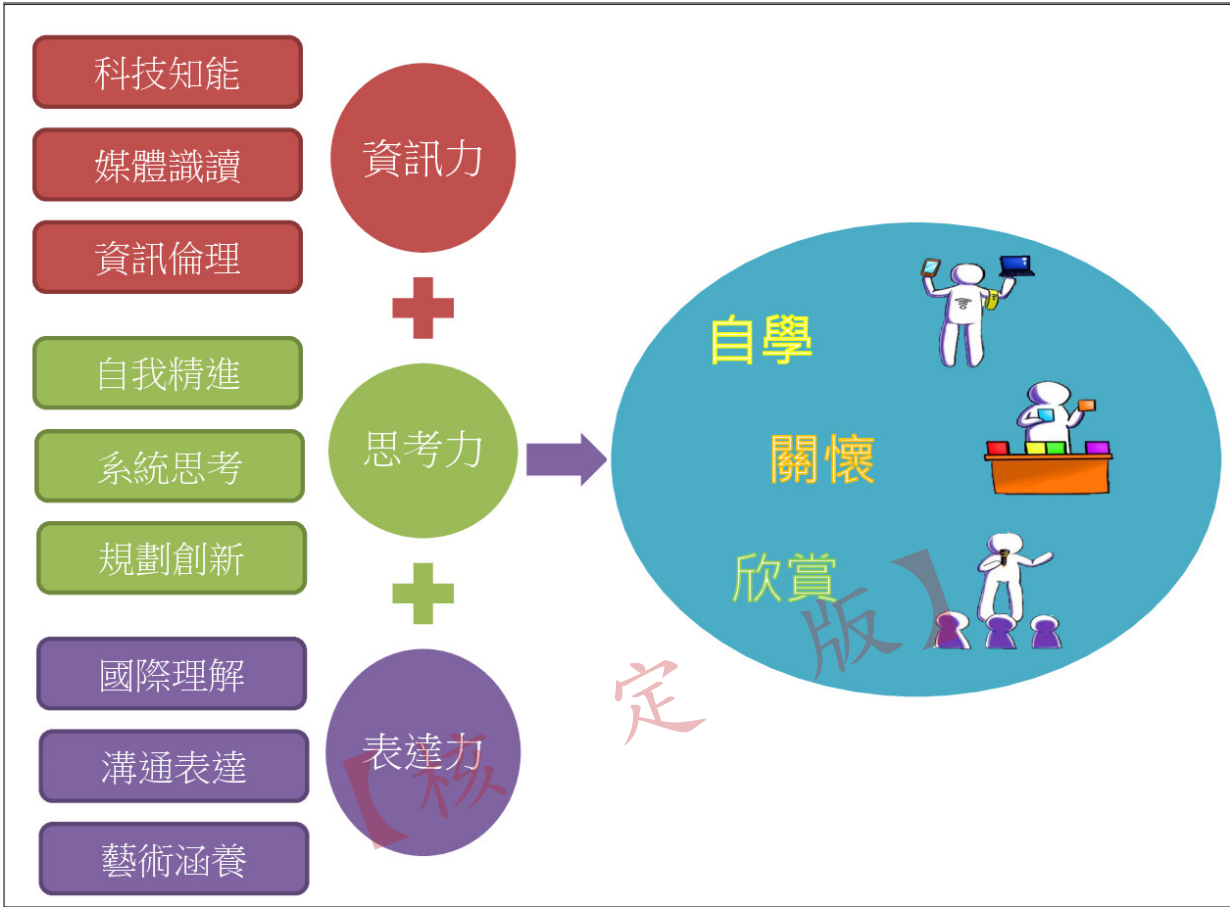 科技知能
媒體識讀
資訊倫理
資訊力
自我精進
系統思考
規劃創新
思考力
國際理解
溝通表達
藝術涵養
表達力
自學
關懷
欣賞
【核定版】